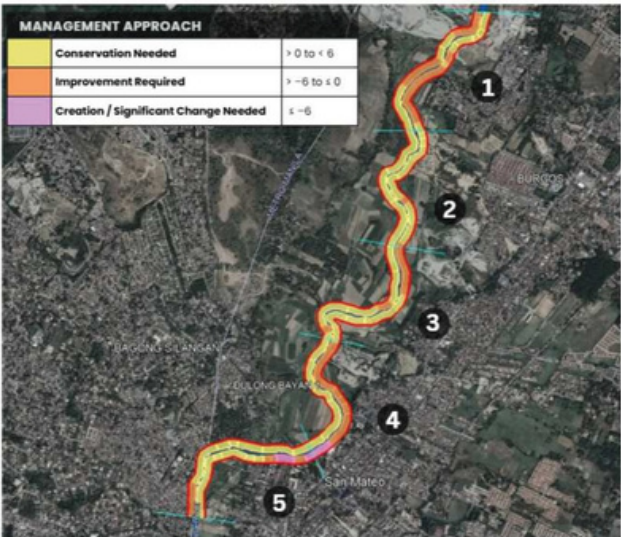 MANAGEMENT APPROACH
Conservation Needed > 0 to < 6
Improvement Required > -6 to ≤ 0
Creation / Significant Change Needed ≤ -6
1
BURGOS
2
3
BAGONG SILANGAN
DULONG BAYAN
4
San Mateo
5